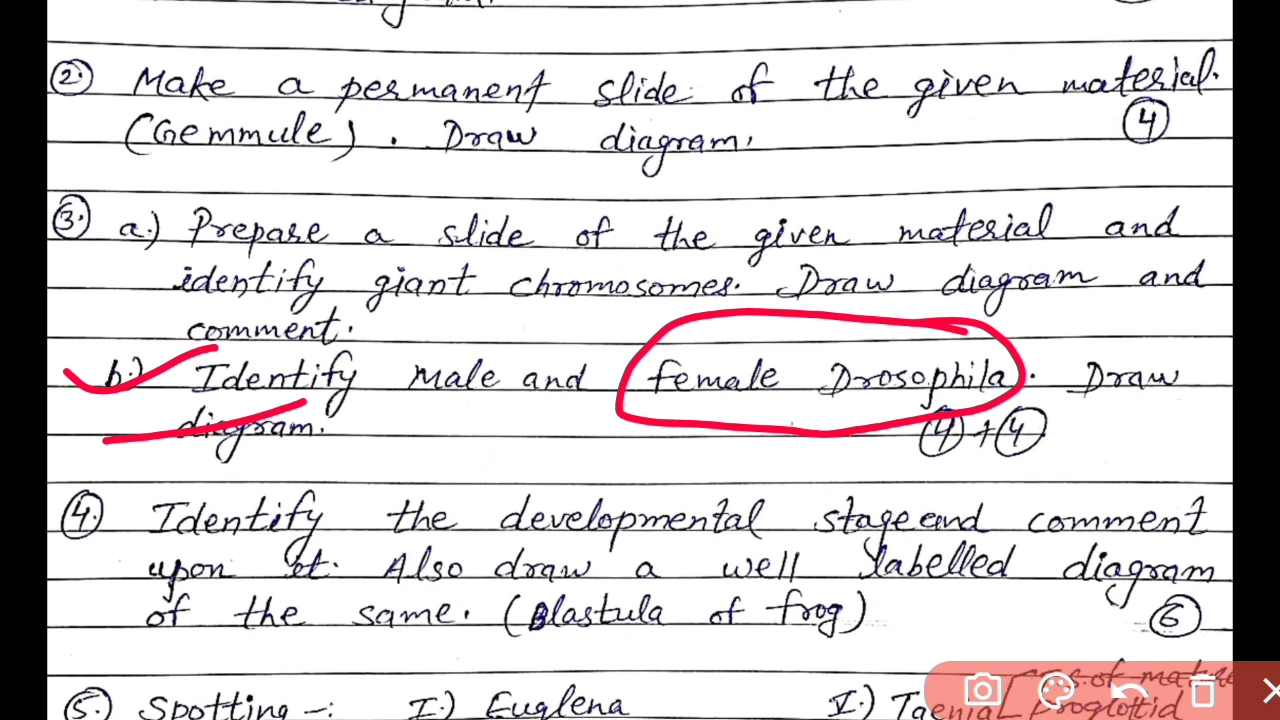 2. Make a permanent slide of the given material.
(Gemmule). Draw diagram. 4
3. a.) Prepare a slide of the given material and
identify giant chromosomes. Draw diagram and
comment.
b.) Identify Male and female Drosophila. Draw
diagram. 4 + 4
4. Identify the developmental stage and comment
upon it. Also draw a well labelled diagram
of the same. (Blastula of frog) 6
5. Spotting -: I.) Euglena V.) Taenia proglottid